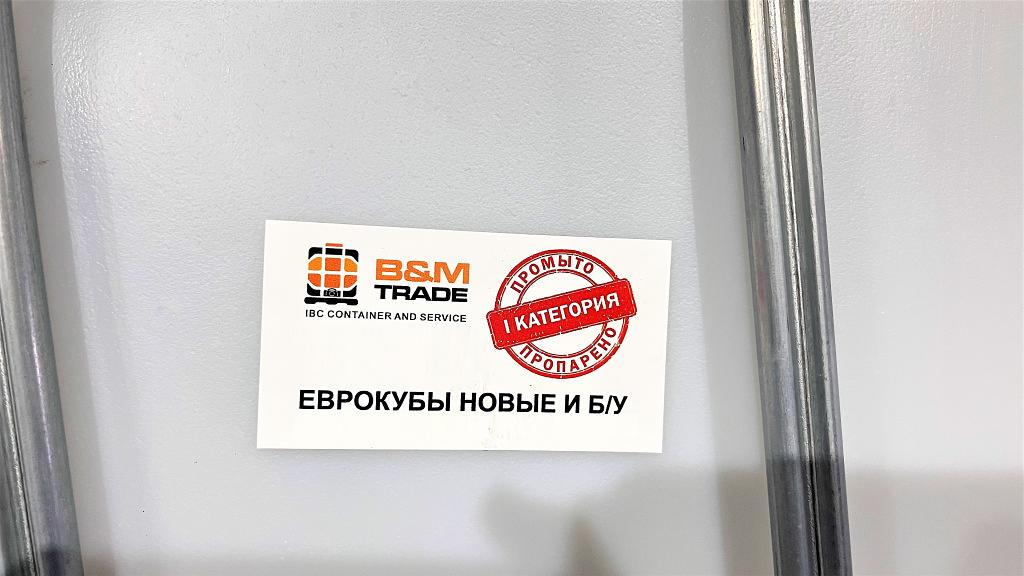 B&M
TRADE
IBC CONTAINER AND SERVICE
ПРОМЫТО
I КАТЕГОРИЯ
ПРОПАРЕНО
ЕВРОКУБЫ НОВЫЕ И Б/У